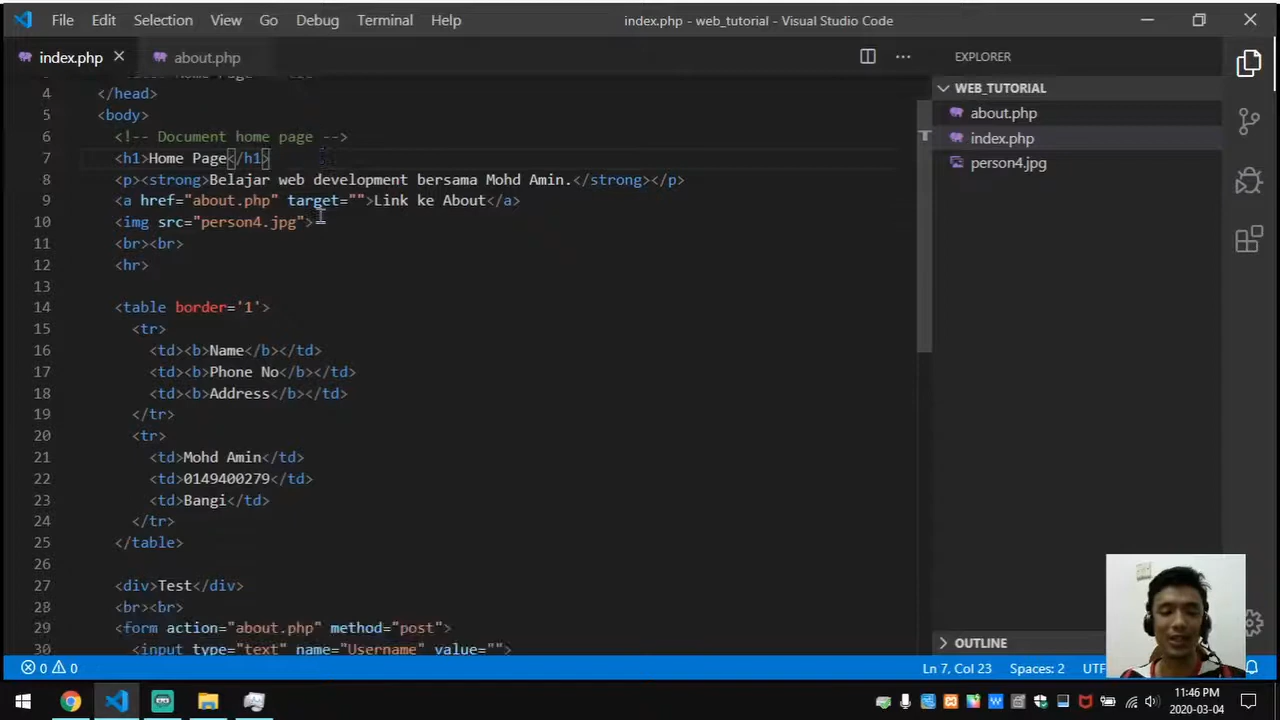 File Edit Selection View Go Debug Terminal Help
index.php - web_tutorial - Visual Studio Code
index.php
about.php
EXPLORER
WEB_TUTORIAL
about.php
index.php
person4.jpg
4 </head>
5 <body>
6 <!-- Document home page -->
7 <h1>Home Page</h1>
8 <p><strong>Belajar web development bersama Mohd Amin.</strong></p>
9 <a href="about.php" target="">Link ke About</a>
10 <img src="person4.jpg">
11 <br><br>
12 <hr>
13
14 <table border='1'>
15 <tr>
16 <td><b>Name</b></td>
17 <td><b>Phone No</b></td>
18 <td><b>Address</b></td>
19 </tr>
20 <tr>
21 <td>Mohd Amin</td>
22 <td>0149400279</td>
23 <td>Bangi</td>
24 </tr>
25 </table>
26
27 <div>Test</div>
28 <br><br>
29 <form action="about.php" method="post">
30 <input type="text" name="Username" value="">
OUTLINE
0 0
Ln 7, Col 23
Spaces: 2
UTF
11:46 PM
2020-03-04